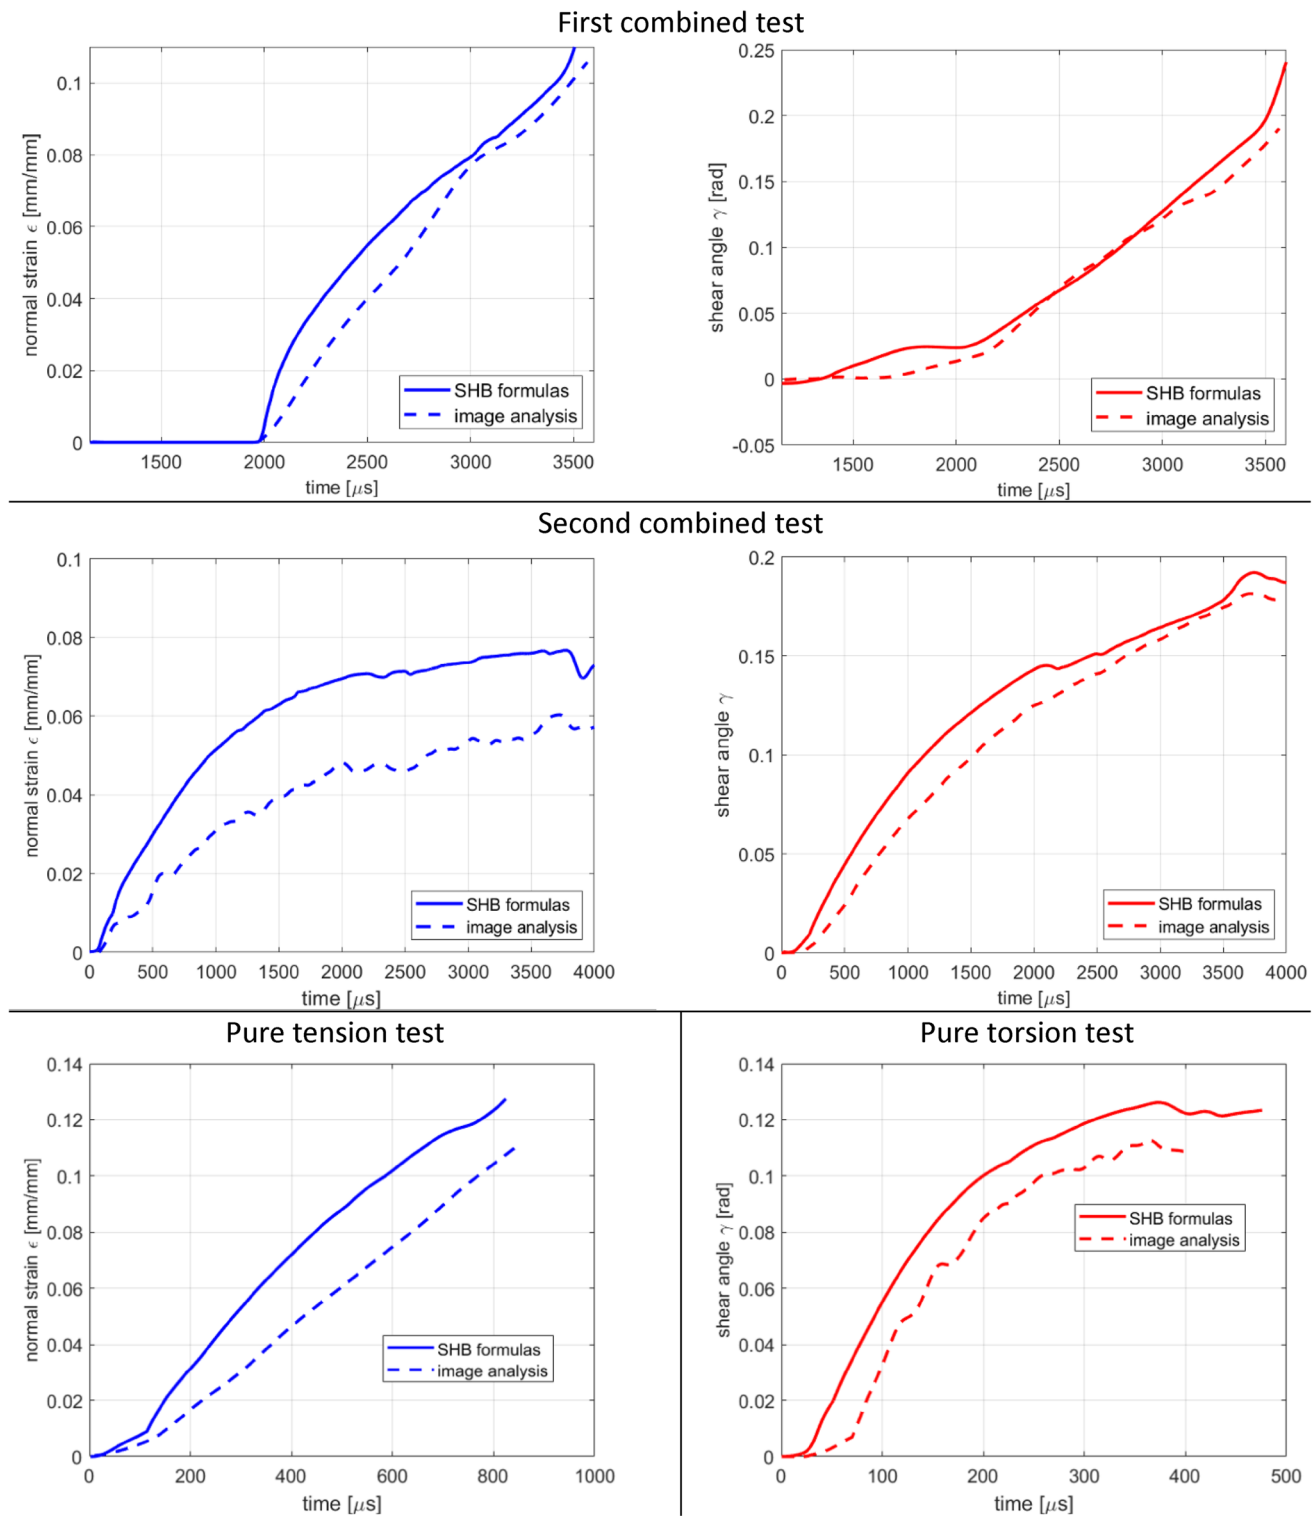 First combined test
normal strain ϵ [mm/mm]
0.1
0.08
0.06
0.04
0.02
0
SHB formulas
image analysis
1500 2000 2500 3000 3500
time [μs]
shear angle γ [rad]
0.25
0.2
0.15
0.1
0.05
0
-0.05
SHB formulas
image analysis
1500 2000 2500 3000 3500
time [μs]
Second combined test
normal strain ϵ [mm/mm]
0.1
0.08
0.06
0.04
0.02
0
SHB formulas
image analysis
0 500 1000 1500 2000 2500 3000 3500 4000
time [μs]
shear angle γ
0.2
0.15
0.1
0.05
0
SHB formulas
image analysis
0 500 1000 1500 2000 2500 3000 3500 4000
time [μs]
Pure tension test
normal strain ϵ [mm/mm]
0.14
0.12
0.1
0.08
0.06
0.04
0.02
0
SHB formulas
image analysis
0 200 400 600 800 1000
time [μs]
Pure torsion test
shear angle γ [rad]
0.14
0.12
0.1
0.08
0.06
0.04
0.02
0
SHB formulas
image analysis
0 100 200 300 400 500
time [μs]